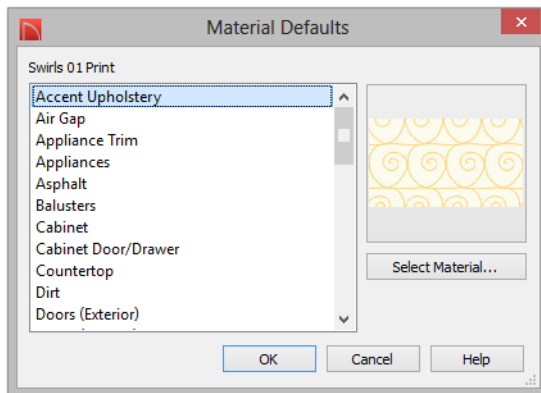 Material Defaults
Swirls 01 Print
Accent Upholstery
Air Gap
Appliance Trim
Appliances
Asphalt
Balusters
Cabinet
Cabinet Door/Drawer
Countertop
Dirt
Doors (Exterior)
Select Material...
OK
Cancel
Help